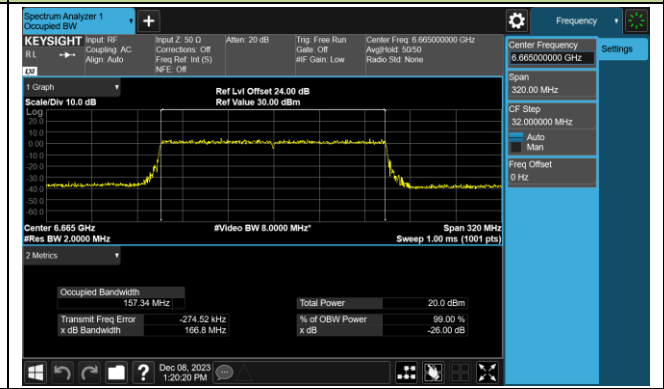 Spectrum Analyzer 1
Occupied BW
Frequency
KEYSIGHT
R L
Input: RF
Coupling: AC
Align: Auto
Input Z: 50 Ω
Corrections: Off
Freq Ref: Int (S)
NFE: Off
Atten: 20 dB
Trig: Free Run
Gate: Off
#IF Gain: Low
Center Freq: 6.665000000 GHz
Avg|Hold: 50/50
Radio Std: None
Center Frequency
6.665000000 GHz
Settings
Span
320.00 MHz
CF Step
32.000000 MHz
Auto
Man
Freq Offset
0 Hz
1 Graph
Scale/Div 10.0 dB
Ref Lvl Offset 24.00 dB
Ref Value 30.00 dBm
Log
20.0
10.0
0.00
-10.0
-20.0
-30.0
-40.0
-50.0
-60.0
Center 6.665 GHz
#Res BW 2.0000 MHz
#Video BW 8.0000 MHz*
Span 320 MHz
Sweep 1.00 ms (1001 pts)
2 Metrics
Occupied Bandwidth
157.34 MHz
Total Power 20.0 dBm
Transmit Freq Error -274.52 kHz
% of OBW Power 99.00 %
x dB Bandwidth 166.8 MHz
x dB -26.00 dB
Dec 08, 2023
1:20:20 PM